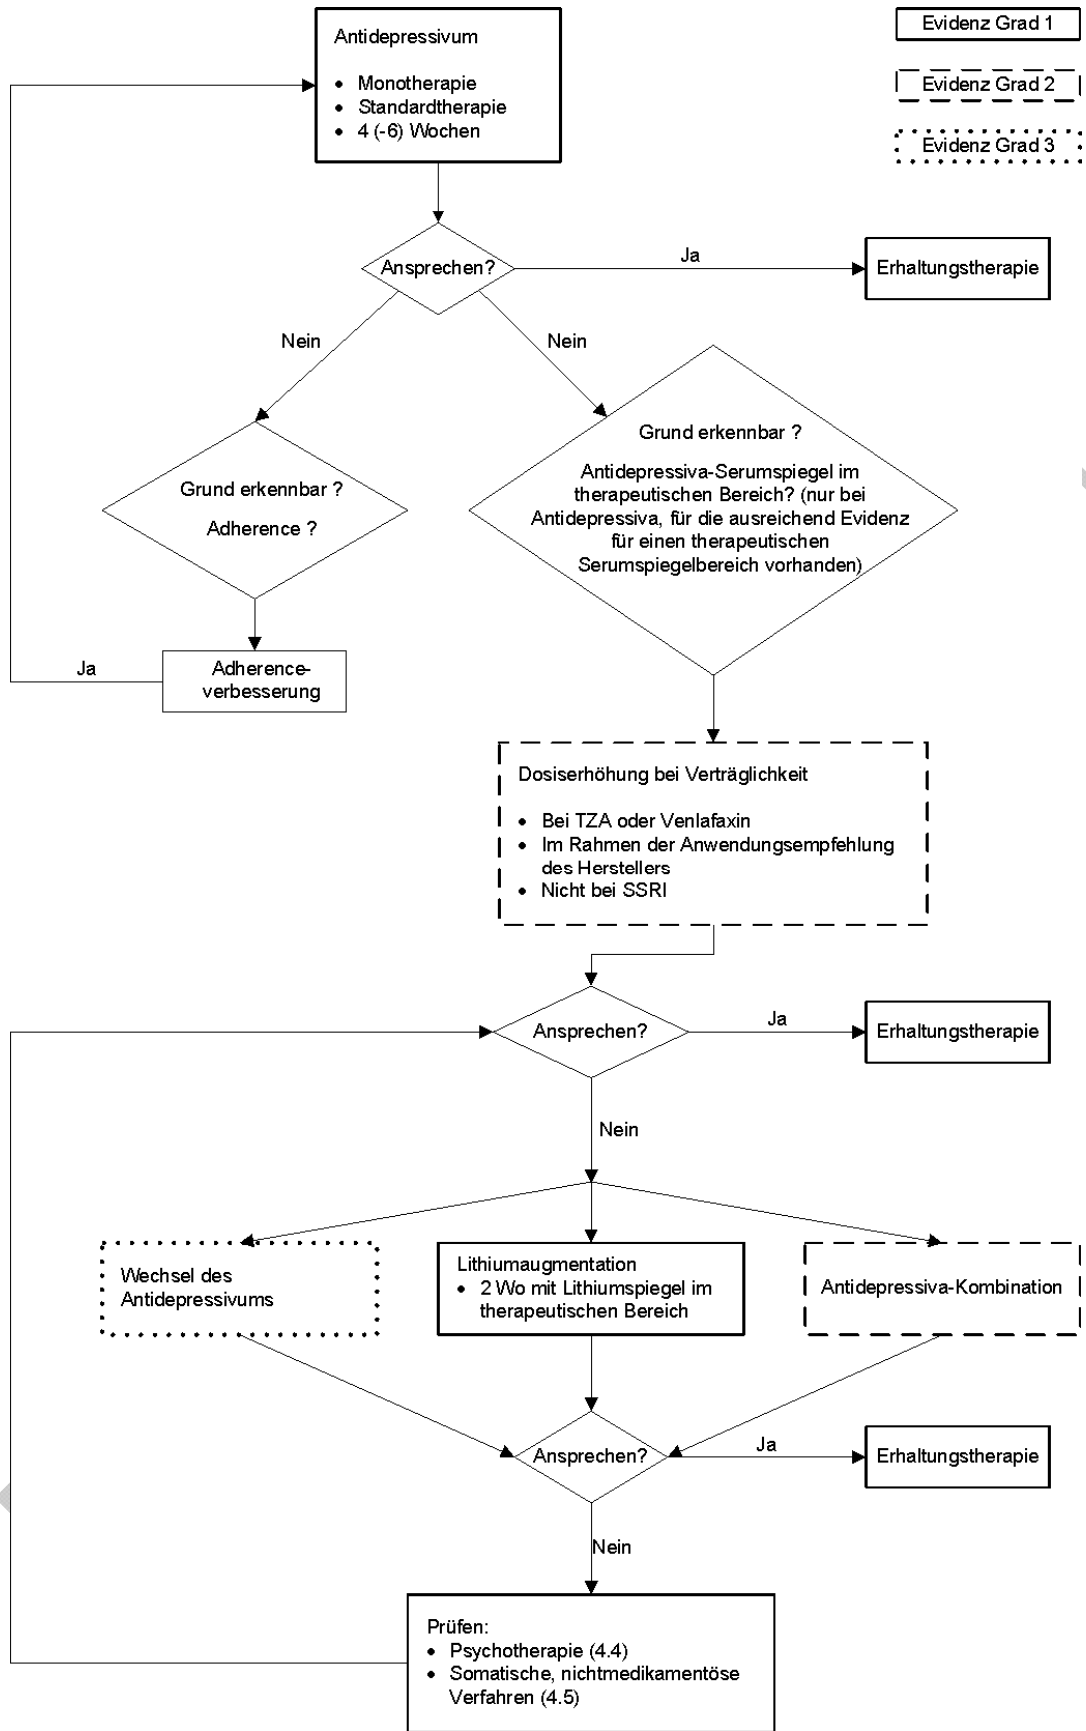 Antidepressivum
• Monotherapie
• Standardtherapie
• 4 (-6) Wochen
Evidenz Grad 1
Evidenz Grad 2
Evidenz Grad 3
Ansprechen?
Ja
Erhaltungstherapie
Nein
Nein
Grund erkennbar ?
Adherence ?
Grund erkennbar ?
Antidepressiva-Serumspiegel im
therapeutischen Bereich? (nur bei
Antidepressiva, für die ausreichend Evidenz
für einen therapeutischen
Serumspiegelbereich vorhanden)
Ja
Adherence-
verbesserung
Dosiserhöhung bei Verträglichkeit
• Bei TZA oder Venlafaxin
• Im Rahmen der Anwendungsempfehlung
des Herstellers
• Nicht bei SSRI
Ansprechen?
Ja
Erhaltungstherapie
Nein
Wechsel des
Antidepressivums
Lithiumaugmentation
• 2 Wo mit Lithiumspiegel im
therapeutischen Bereich
Antidepressiva-Kombination
Ansprechen?
Ja
Erhaltungstherapie
Nein
Prüfen:
• Psychotherapie (4.4)
• Somatische, nichtmedikamentöse
Verfahren (4.5)